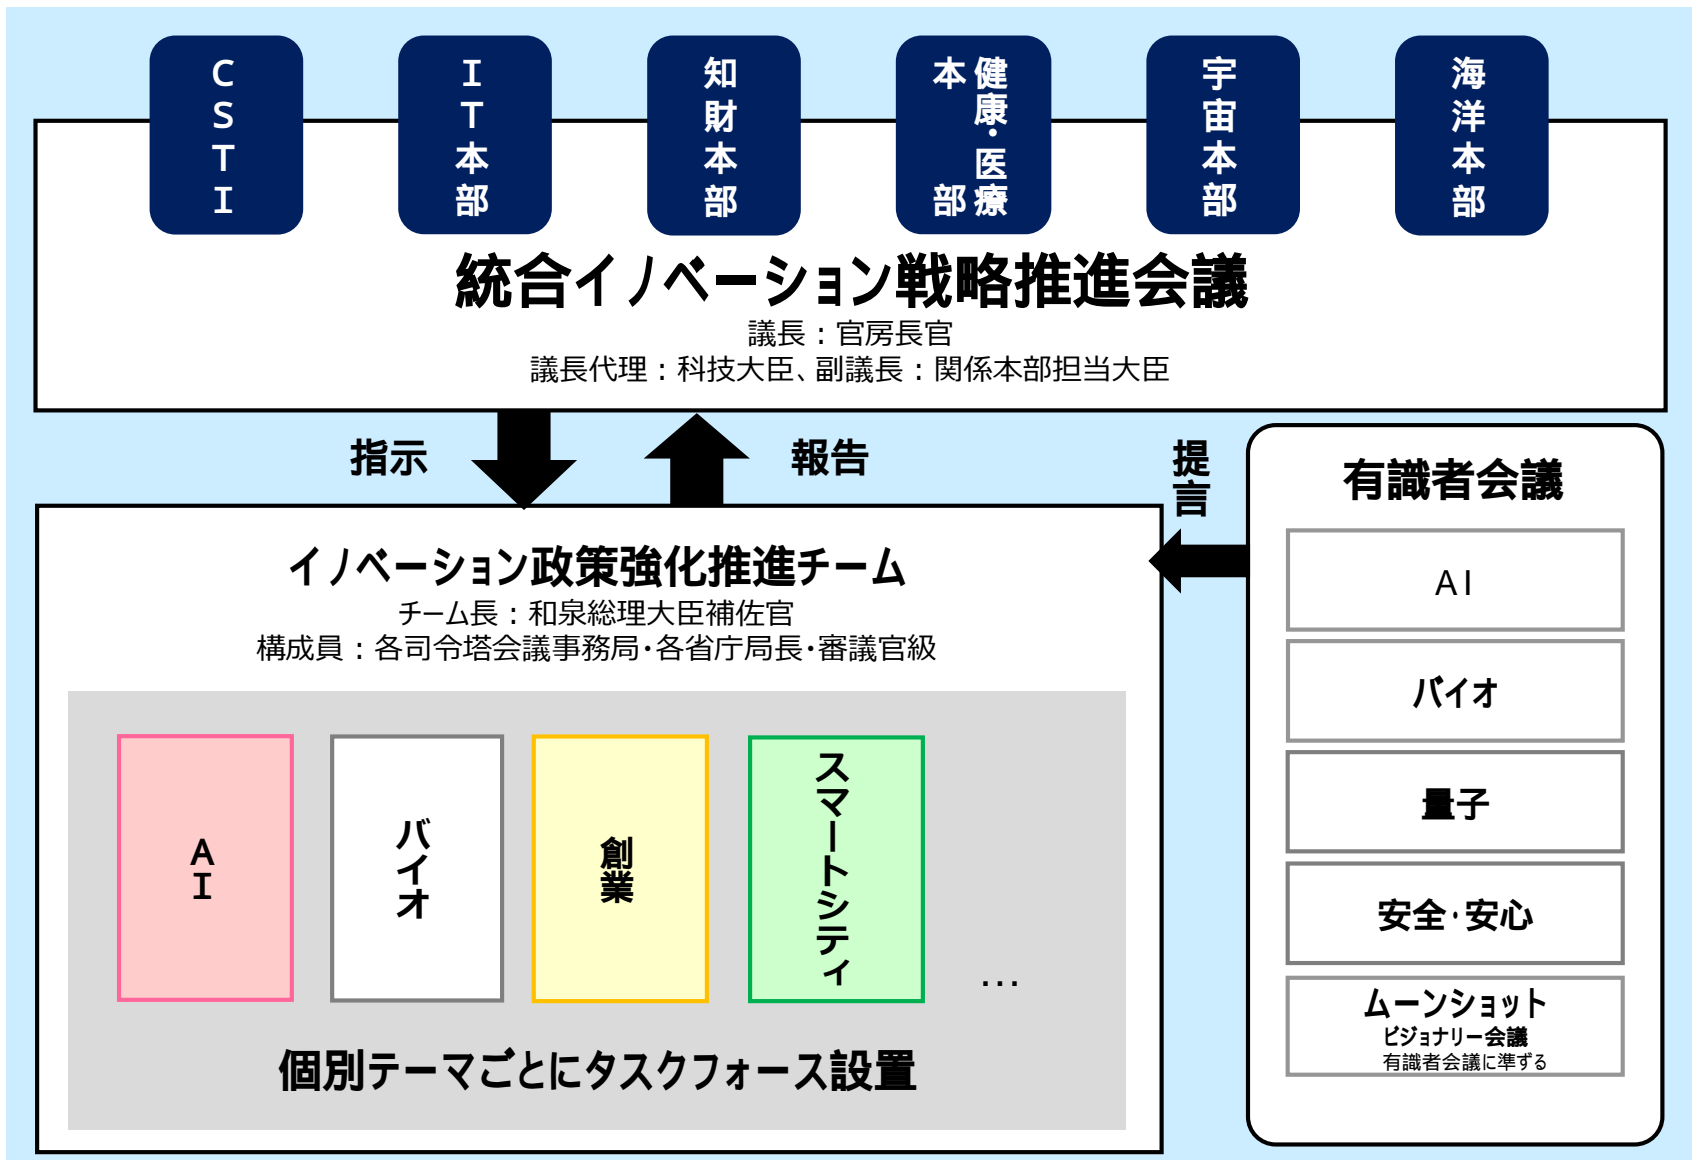 CSTI
IT本部
知財本部
健康・医療
本部
宇宙本部
海洋本部
統合イノベーション戦略推進会議
議長：官房長官
議長代理：科技大臣、副議長：関係本部担当大臣
指示
報告
提言
イノベーション政策強化推進チーム
チーム長：和泉総理大臣補佐官
構成員：各司令塔会議事務局・各省庁局長・審議官級
AI
バイオ
創業
スマートシティ
…
個別テーマごとにタスクフォース設置
有識者会議
AI
バイオ
量子
安全・安心
ムーンショット
ビジョナリー会議
有識者会議に準ずる